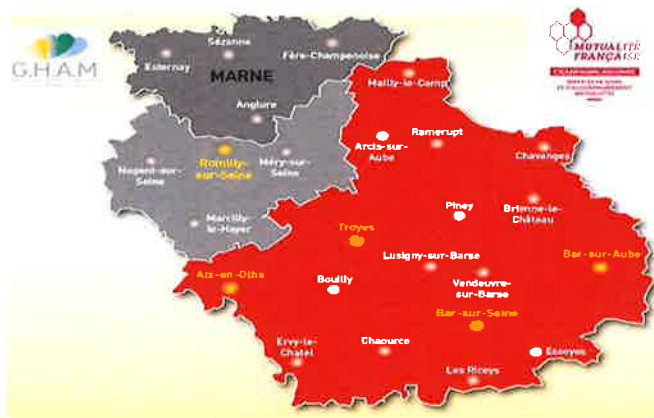 G.H.A.M
MUTUALITÉ
FRANÇAISE
CHAMPAGNE-ARDENNE
Sézanne
Fère-Champenoise
Esternay
MARNE
Anglure
Mailly-le-Camp
Ramerupt
Arcis-sur-
Aube
Chavanges
Romilly-
sur-Seine
Méry-sur-
Seine
Nogent-sur-
Seine
Marcilly-
le-Hayer
Piney
Brienne-le-
Château
Troyes
Lusigny-sur-Barse
Bar-sur-Aube
Aix-en-Othe
Bouilly
Vendeuvre-
sur-Barse
Bar-sur-Seine
Ervy-le-
Chatel
Chaource
Essoyes
Les Riceys